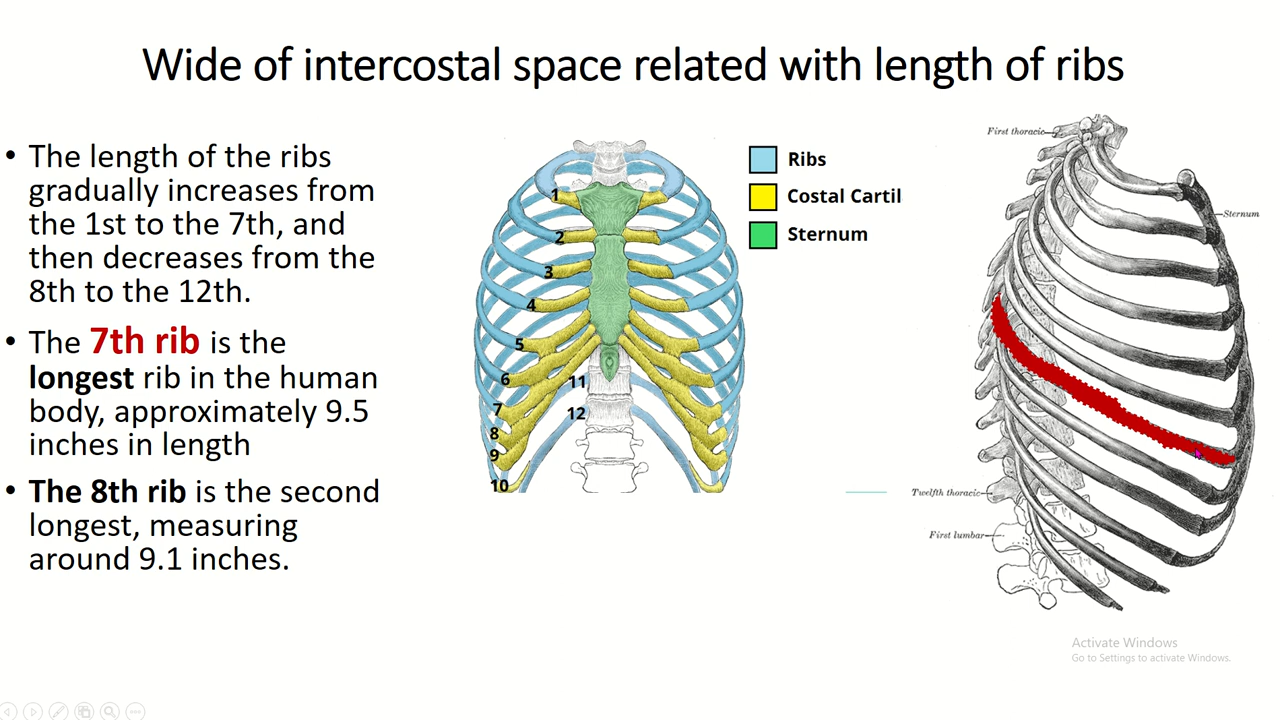 Wide of intercostal space related with length of ribs
• The length of the ribs
gradually increases from
the 1st to the 7th, and
then decreases from the
8th to the 12th.
• The 7th rib is the
longest rib in the human
body, approximately 9.5
inches in length
• The 8th rib is the second
longest, measuring
around 9.1 inches.
1
2
3
4
5
6
7
8
9
10
11
12
Ribs
Costal Cartil
Sternum
First thoracic
Sternum
Twelfth thoracic
First lumbar
Activate Windows
Go to Settings to activate Windows.